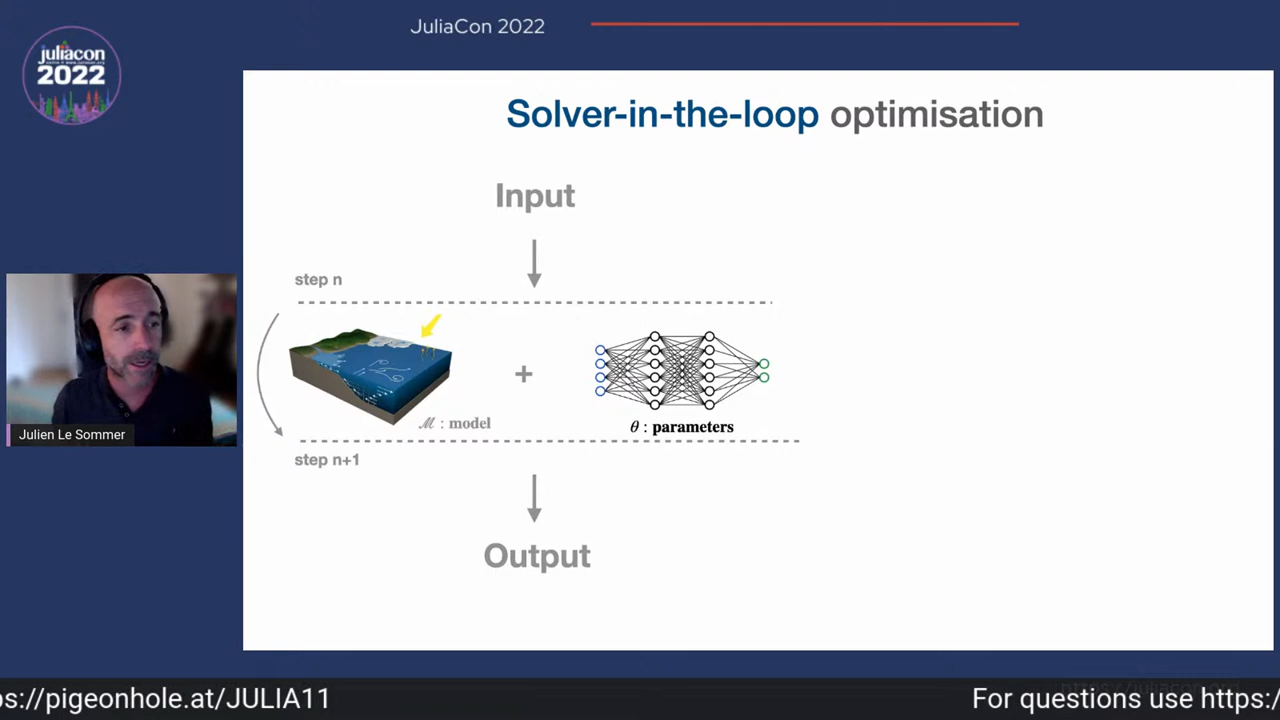 JuliaCon 2022
juliacon
2022
Solver-in-the-loop optimisation
Input
step n
+
ℳ : model
θ : parameters
step n+1
Output
Julien Le Sommer
ps://pigeonhole.at/JULIA11
For questions use https:/